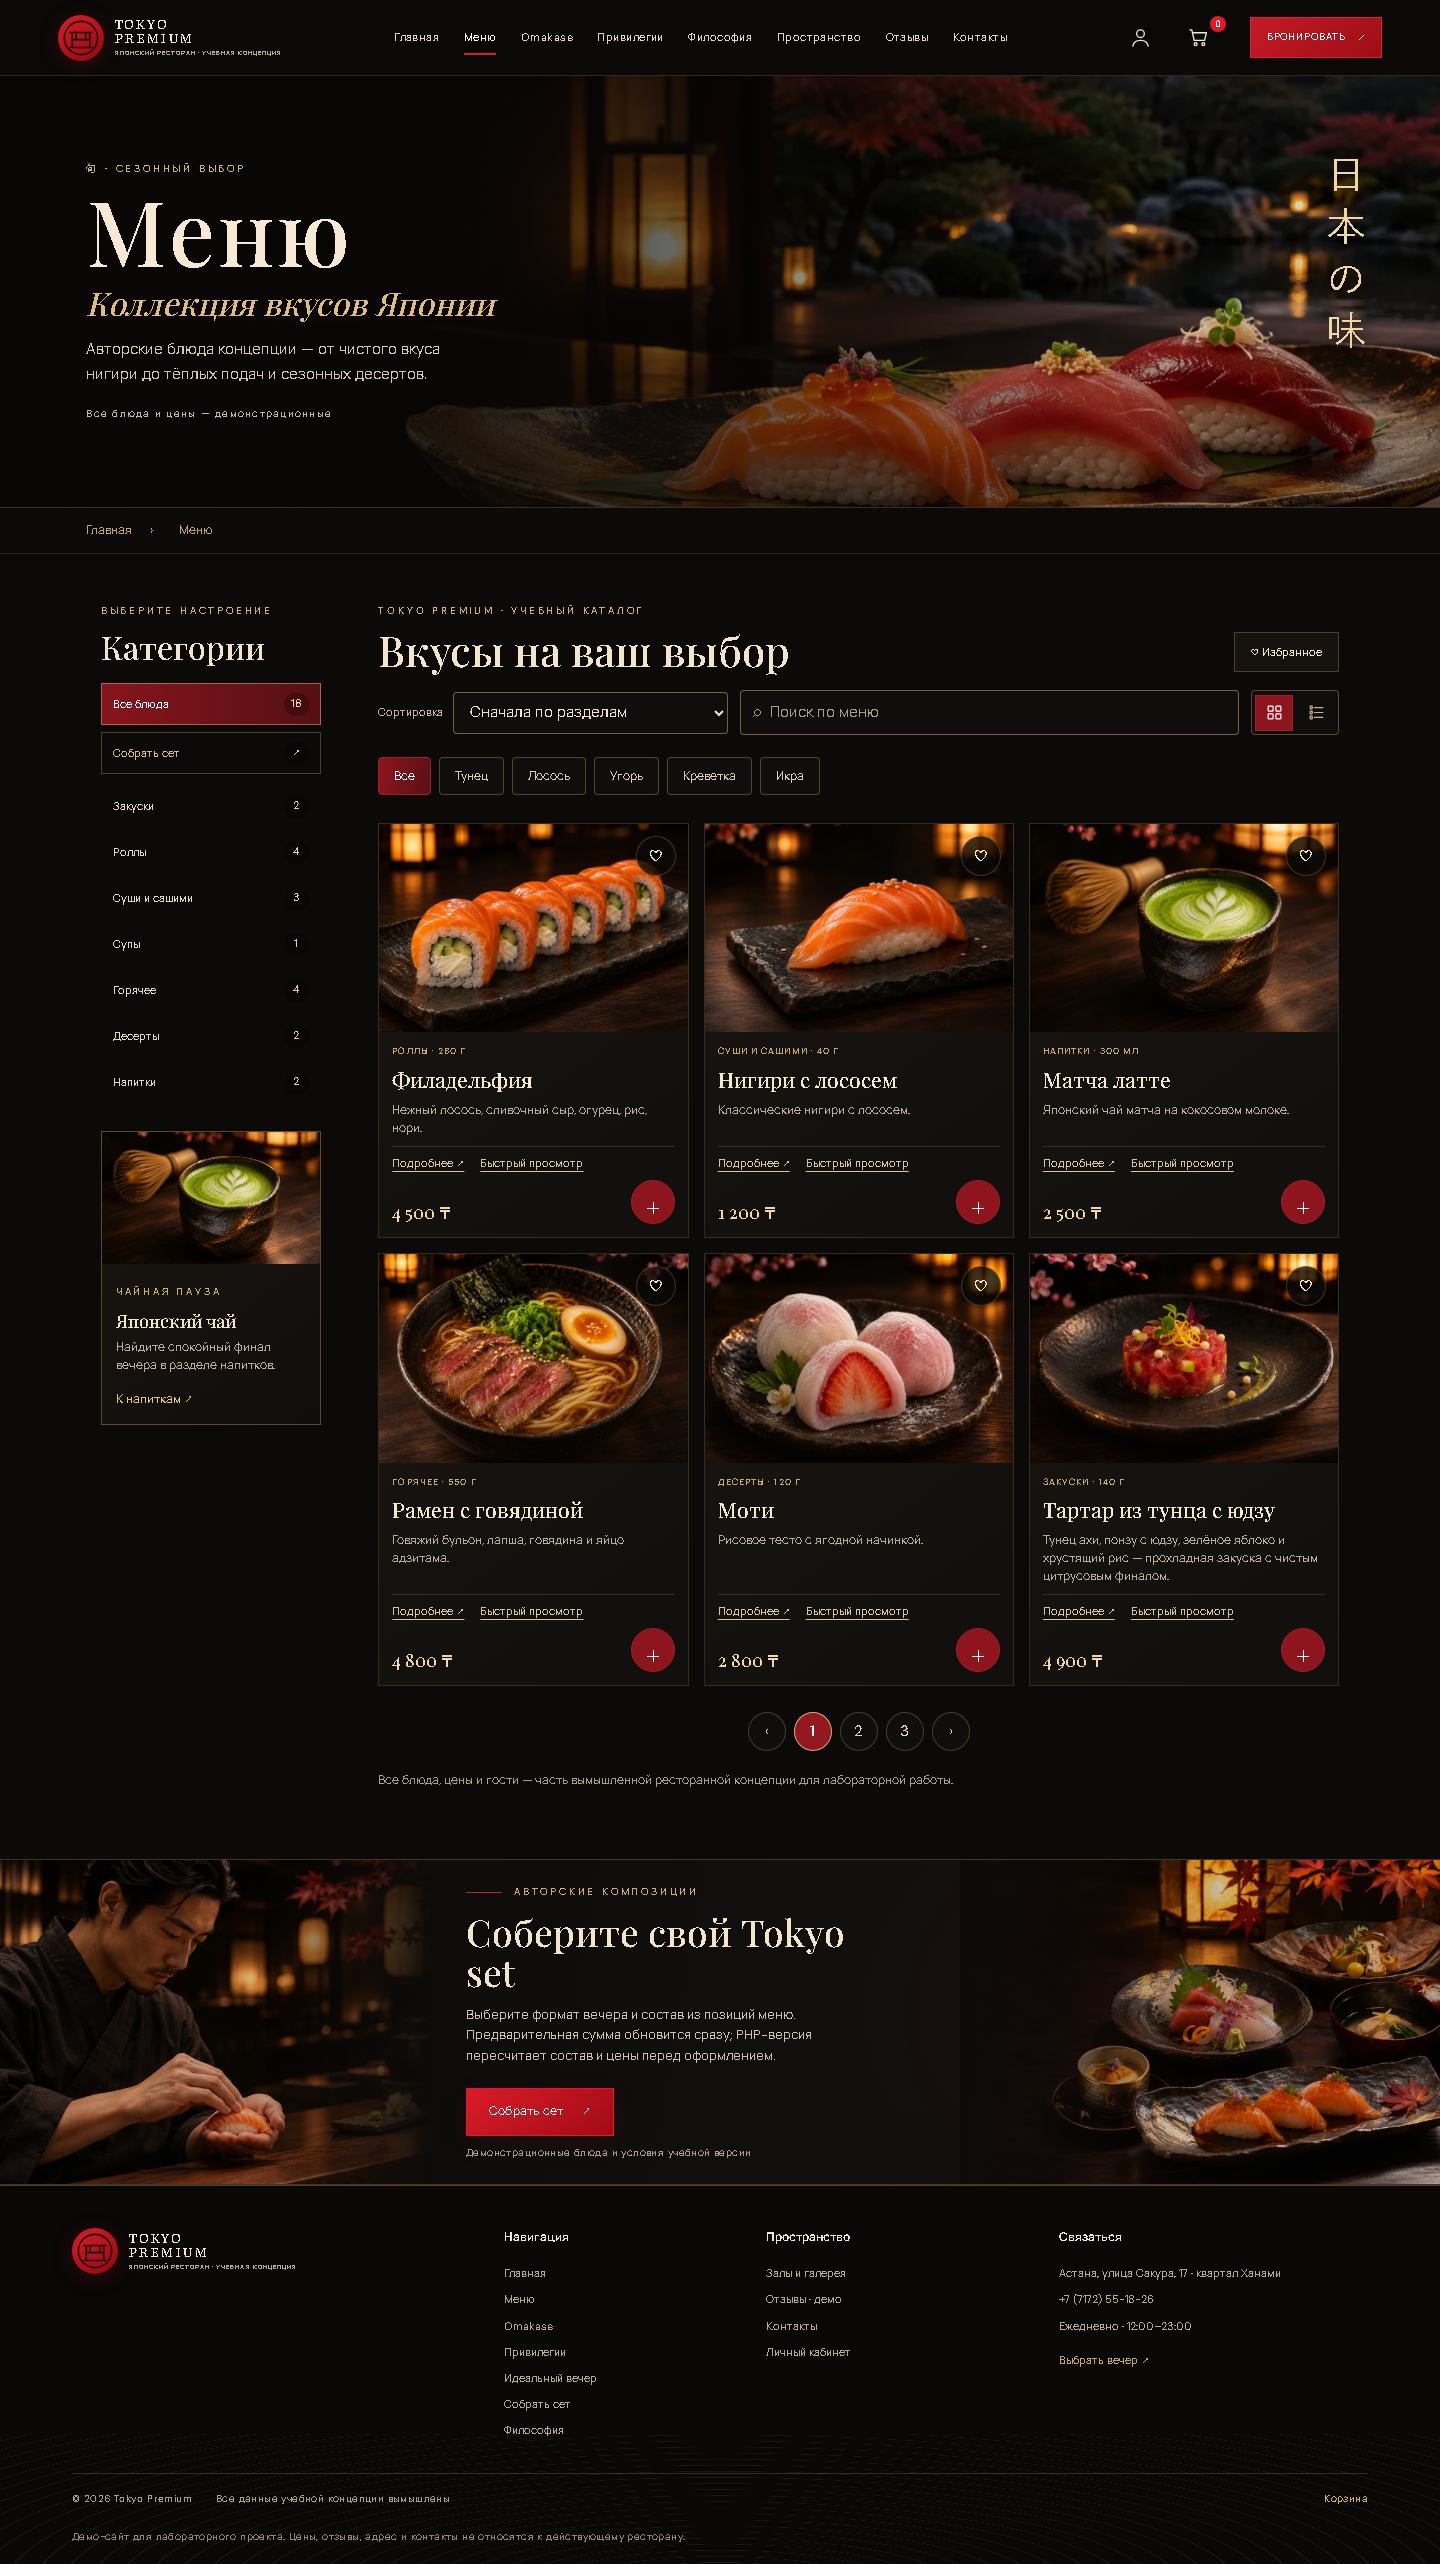 TOKYO
PREMIUM
ЯПОНСКИЙ РЕСТОРАН · УЧЕБНАЯ КОНЦЕПЦИЯ
Главная
Меню
Omakase
Привилегии
Философия
Пространство
Отзывы
Контакты
0
БРОНИРОВАТЬ ↗
旬 · СЕЗОННЫЙ ВЫБОР
Меню
Коллекция вкусов Японии
Авторские блюда концепции — от чистого вкуса
нигири до тёплых подач и сезонных десертов.
Все блюда и цены — демонстрационные
日本の味
Главная › Меню
ВЫБЕРИТЕ НАСТРОЕНИЕ
Категории
Все блюда 18
Собрать сет ↗
Закуски 2
Роллы 4
Суши и сашими 3
Супы 1
Горячее 4
Десерты 2
Напитки 2
ЧАЙНАЯ ПАУЗА
Японский чай
Найдите спокойный финал
вечера в разделе напитков.
К напиткам ↗
TOKYO PREMIUM · УЧЕБНЫЙ КАТАЛОГ
Вкусы на ваш выбор
♡ Избранное
Сортировка
Сначала по разделам
⌕ Поиск по меню
Все
Тунец
Лосось
Угорь
Креветка
Икра
РОЛЛЫ · 280 Г
Филадельфия
Нежный лосось, сливочный сыр, огурец, рис,
нори.
Подробнее ↗ Быстрый просмотр
4 500 ₸ +
СУШИ И САШИМИ · 40 Г
Нигири с лососем
Классические нигири с лососем.
Подробнее ↗ Быстрый просмотр
1 200 ₸ +
НАПИТКИ · 300 МЛ
Матча латте
Японский чай матча на кокосовом молоке.
Подробнее ↗ Быстрый просмотр
2 500 ₸ +
ГОРЯЧЕЕ · 550 Г
Рамен с говядиной
Говяжий бульон, лапша, говядина и яйцо
адзитама.
Подробнее ↗ Быстрый просмотр
4 800 ₸ +
ДЕСЕРТЫ · 120 Г
Моти
Рисовое тесто с ягодной начинкой.
Подробнее ↗ Быстрый просмотр
2 800 ₸ +
ЗАКУСКИ · 140 Г
Тартар из тунца с юдзу
Тунец ахи, понзу с юдзу, зелёное яблоко и
хрустящий рис — прохладная закуска с чистым
цитрусовым финалом.
Подробнее ↗ Быстрый просмотр
4 900 ₸ +
‹ 1 2 3 ›
Все блюда, цены и гости — часть вымышленной ресторанной концепции для лабораторной работы.
АВТОРСКИЕ КОМПОЗИЦИИ
Соберите свой Tokyo
set
Выберите формат вечера и состав из позиций меню.
Предварительная сумма обновится сразу; PHP-версия
пересчитает состав и цены перед оформлением.
Собрать сет ↗
Демонстрационные блюда и условия учебной версии
TOKYO
PREMIUM
ЯПОНСКИЙ РЕСТОРАН · УЧЕБНАЯ КОНЦЕПЦИЯ
Навигация
Главная
Меню
Omakase
Привилегии
Идеальный вечер
Собрать сет
Философия
Пространство
Залы и галерея
Отзывы · демо
Контакты
Личный кабинет
Связаться
Астана, улица Сакура, 17 · квартал Ханами
+7 (7172) 55-18-26
Ежедневно · 12:00–23:00
Выбрать вечер ↗
© 2026 Tokyo Premium
Все данные учебной концепции вымышлены
Корзина
Демо-сайт для лабораторного проекта. Цены, отзывы, адрес и контакты не относятся к действующему ресторану.